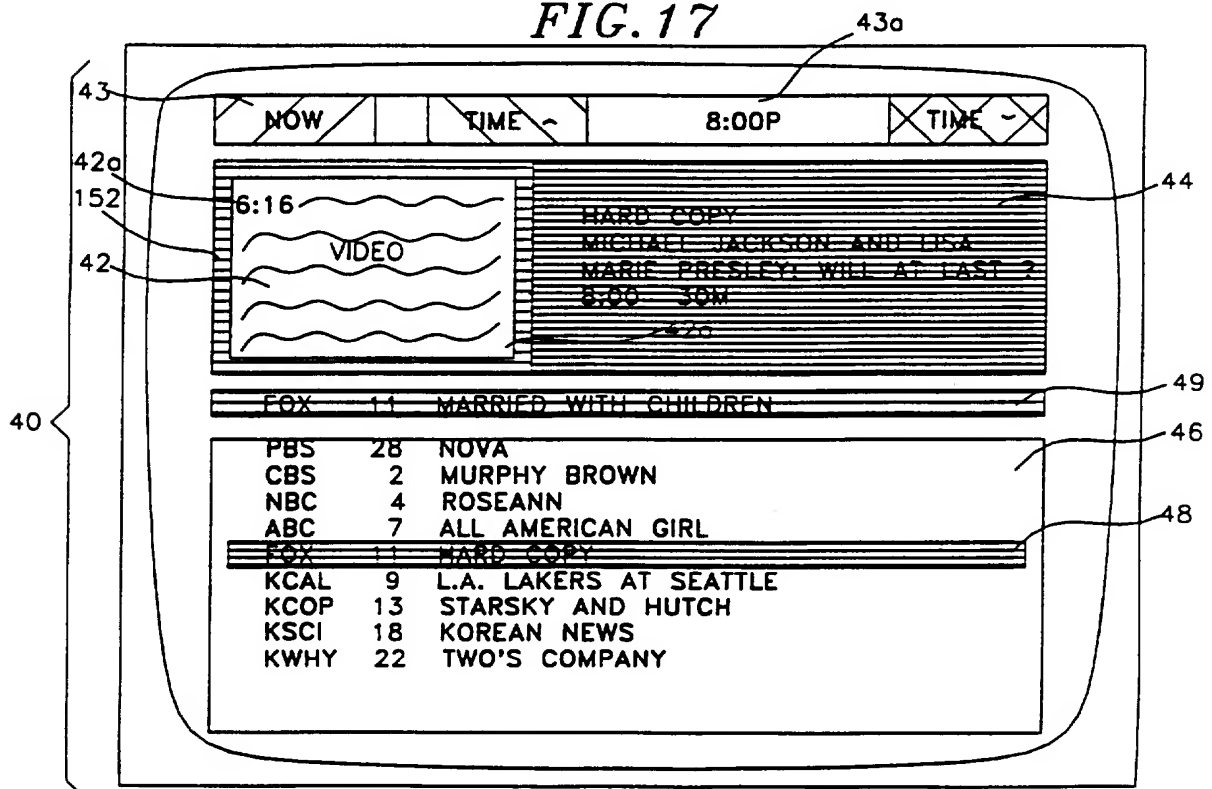 FIG. 17
43a
43
NOW TIME ~ 8:00P TIME ~
42a
152
6:16
44
VIDEO
42
HARD COPY
MICHAEL JACKSON AND LISA
MARIE PRESLEY: WILL AT LAST ?
8:00 30M
42a
49
FOX 11 MARRIED WITH CHILDREN
40
46
PBS 28 NOVA
CBS 2 MURPHY BROWN
NBC 4 ROSEANN
ABC 7 ALL AMERICAN GIRL
48
FOX 11 HARD COPY
KCAL 9 L.A. LAKERS AT SEATTLE
KCOP 13 STARSKY AND HUTCH
KSCI 18 KOREAN NEWS
KWHY 22 TWO'S COMPANY